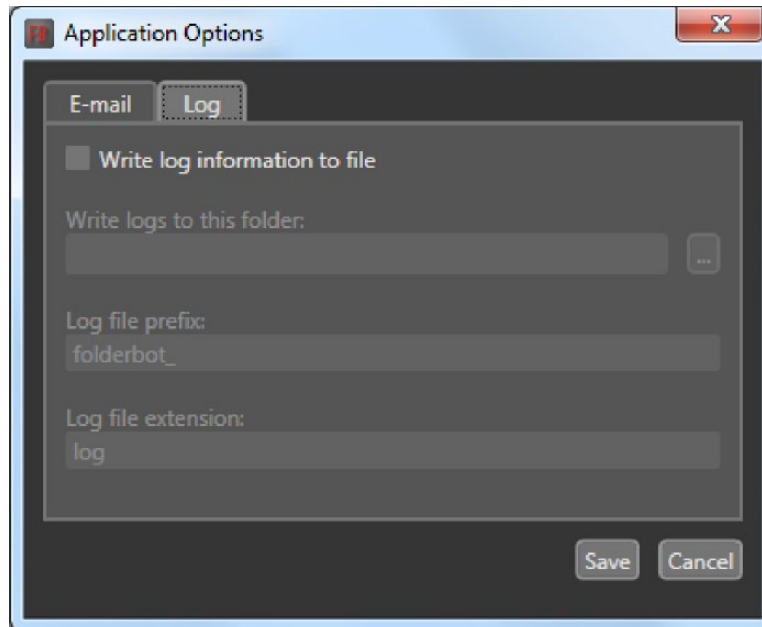 FB Application Options
E-mail Log
Write log information to file
Write logs to this folder:
...
Log file prefix:
folderbot_
Log file extension:
log
Save Cancel